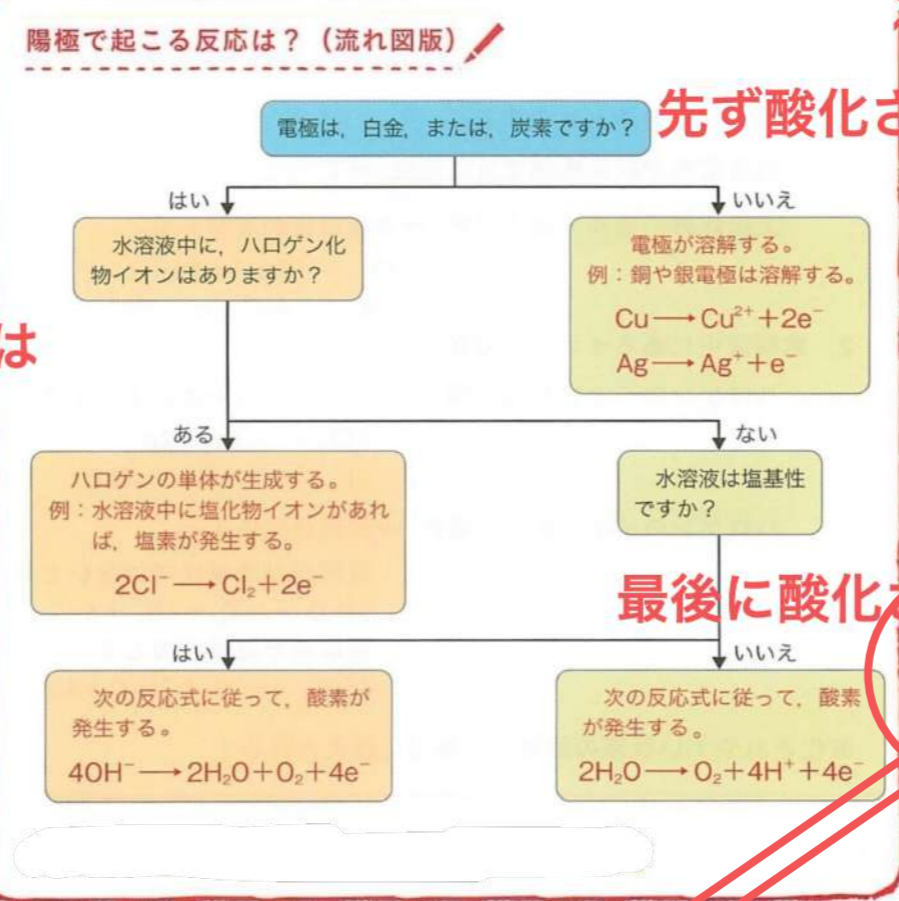 陽極で起こる反応は？（流れ図版）
電極は，白金，または，炭素ですか？
先ず酸化さ
はい
いいえ
水溶液中に，ハロゲン化
物イオンはありますか？
電極が溶解する。
例：銅や銀電極は溶解する。
Cu⟶Cu²⁺+2e⁻
Ag⟶Ag⁺+e⁻
は
ある
ない
ハロゲンの単体が生成する。
例：水溶液中に塩化物イオンがあれ
ば，塩素が発生する。
2Cl⁻⟶Cl₂+2e⁻
水溶液は塩基性
ですか？
最後に酸化
はい
いいえ
次の反応式に従って，酸素が
発生する。
4OH⁻⟶2H₂O+O₂+4e⁻
次の反応式に従って，酸素
が発生する。
2H₂O⟶O₂+4H⁺+4e⁻